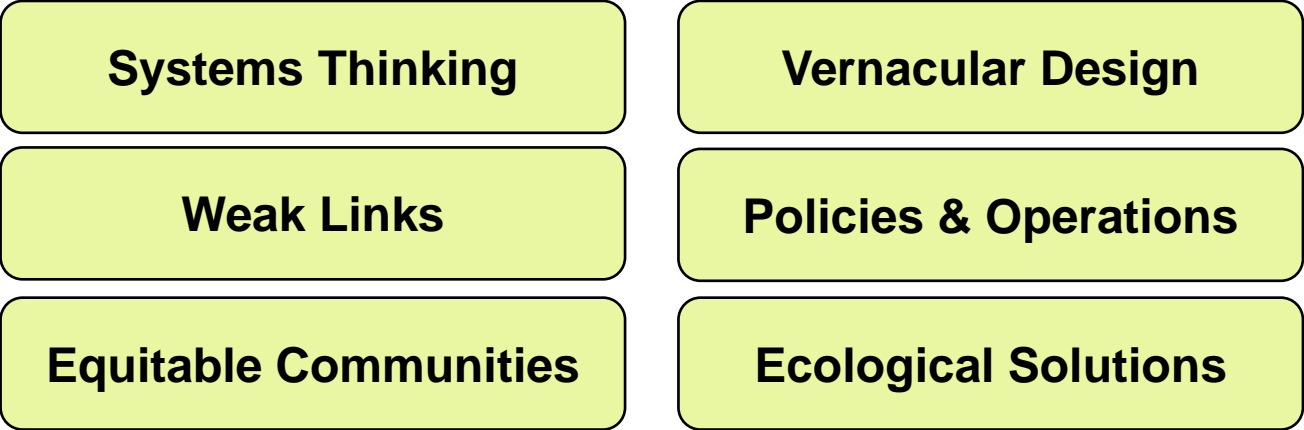 Systems Thinking
Vernacular Design
Weak Links
Policies & Operations
Equitable Communities
Ecological Solutions